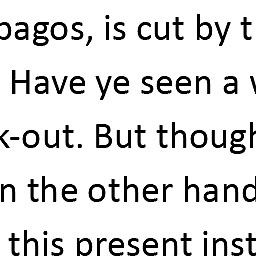 pagos, is cut by t
Have ye seen a w
k-out. But though
n the other hand
this present inst